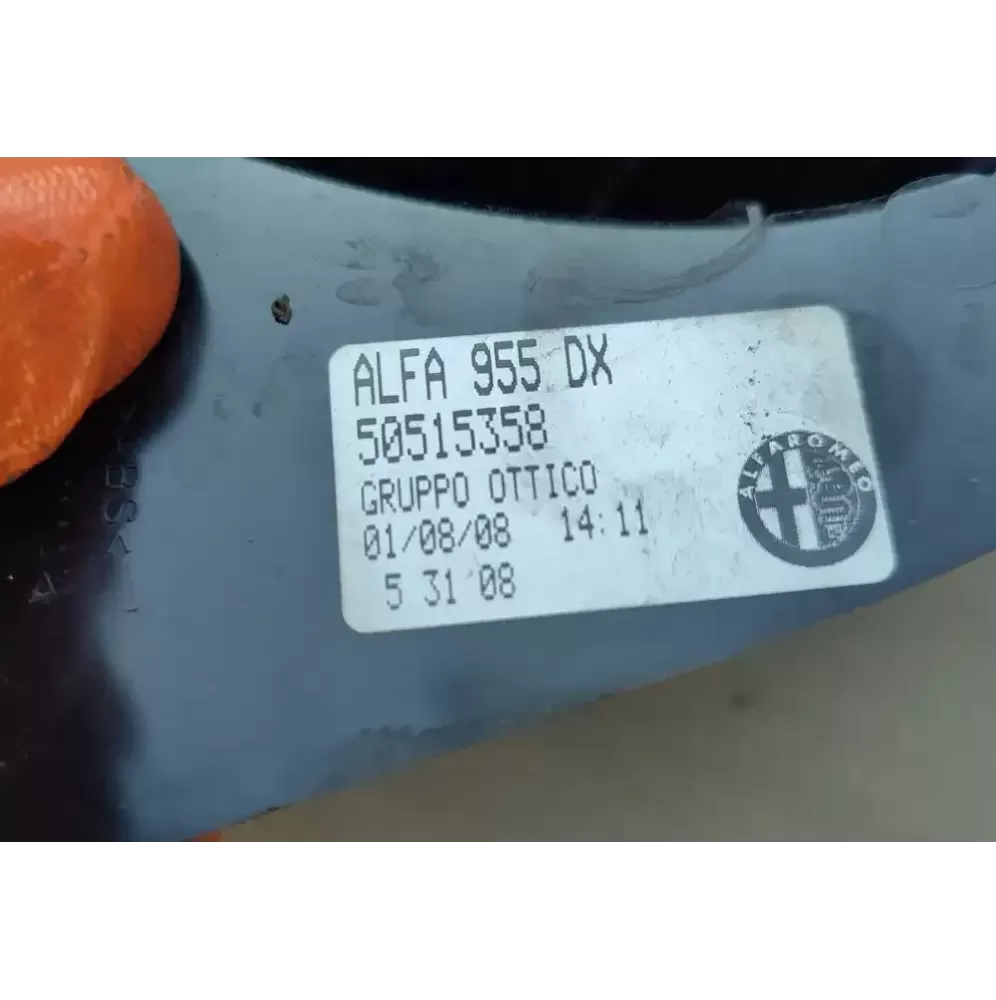 ALFA 955 DX
50515358
GRUPPO OTTICO
01/08/08 14:11
5 31 08
ALFA ROMEO